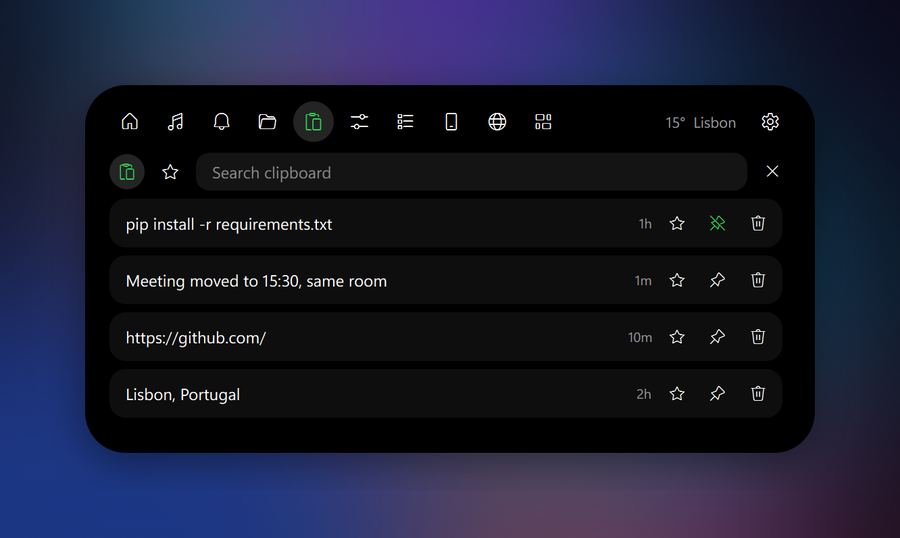 15° Lisbon
Search clipboard
pip install -r requirements.txt 1h
Meeting moved to 15:30, same room 1m
https://github.com/ 10m
Lisbon, Portugal 2h